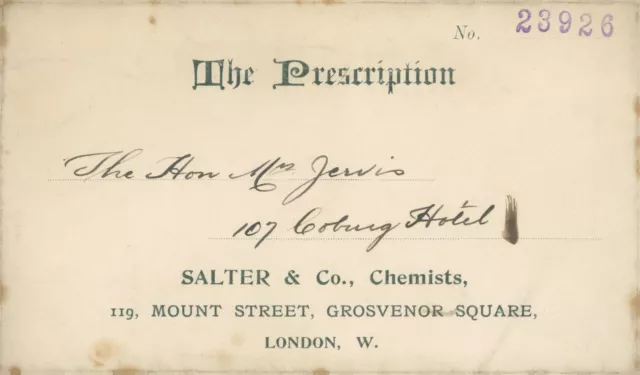 No. 23926
The Prescription
The Hon Mrs Jervis
107 Coburg Hotel
SALTER & Co., Chemists,
119, MOUNT STREET, GROSVENOR SQUARE,
LONDON, W.